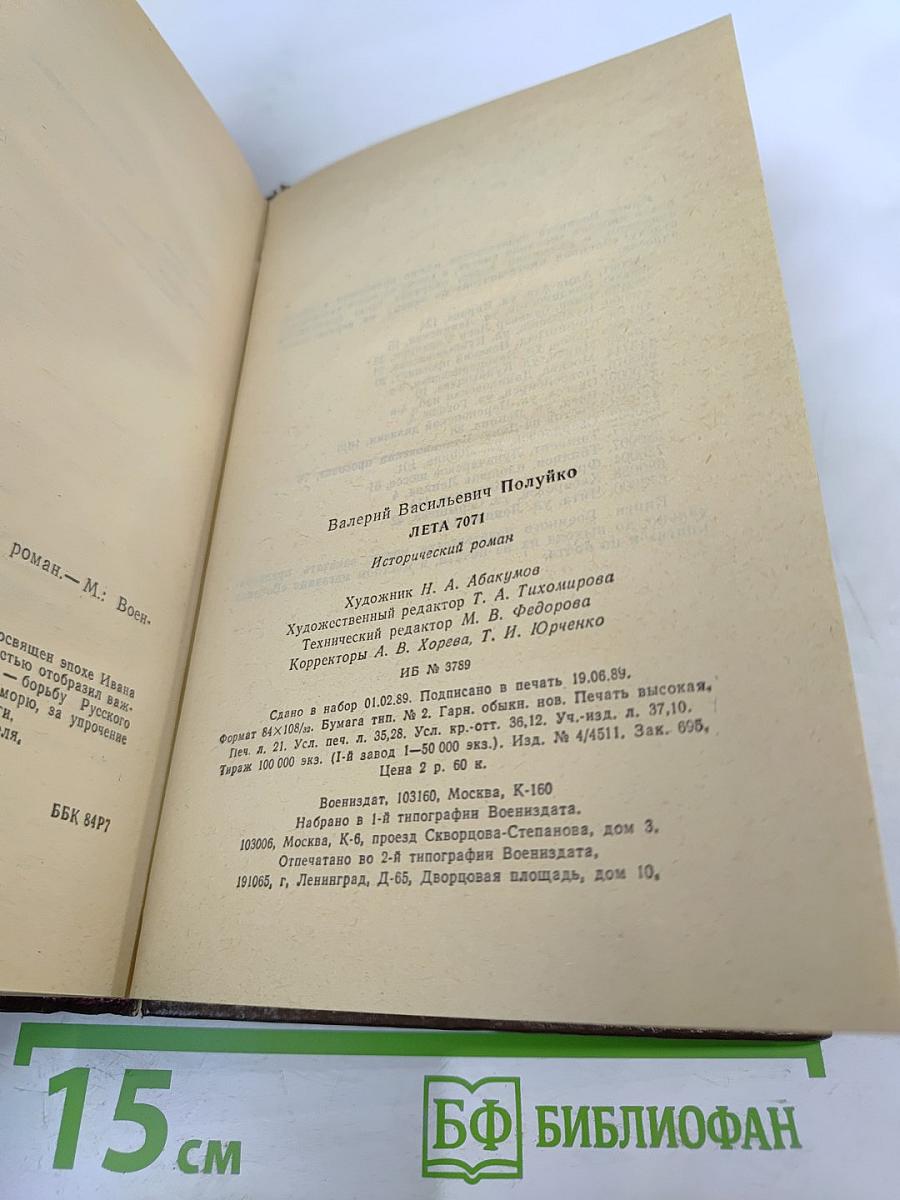 роман.— М.: Воен-
освящен эпохе Ивана
стью отобразил важ-
— борьбу Русского
морю, за упрочение
ти,
еля,
ББК 84Р7
Валерий Васильевич Полуйко
ЛЕТА 7071
Исторический роман
Художник Н. А. Абакумов
Художественный редактор Т. А. Тихомирова
Технический редактор М. В. Федорова
Корректоры А. В. Хорева, Т. И. Юрченко
ИБ № 3789
Сдано в набор 01.02.89. Подписано в печать 19.06.89.
Формат 84×108/32. Бумага тип. № 2. Гарн. обыкн. нов. Печать высокая.
Печ. л. 21. Усл. печ. л. 35,28. Усл. кр.-отт. 36,12. Уч.-изд. л. 37,10.
Тираж 100 000 экз. (I-й завод 1—50 000 экз.). Изд. № 4/4511. Зак. 695.
Цена 2 р. 60 к.
Воениздат, 103160, Москва, К-160
Набрано в 1-й типографии Воениздата.
103006, Москва, К-6, проезд Скворцова-Степанова, дом 3.
Отпечатано во 2-й типографии Воениздата,
191065, г. Ленинград, Д-65, Дворцовая площадь, дом 10.
15 см
БФ БИБЛИОФАН